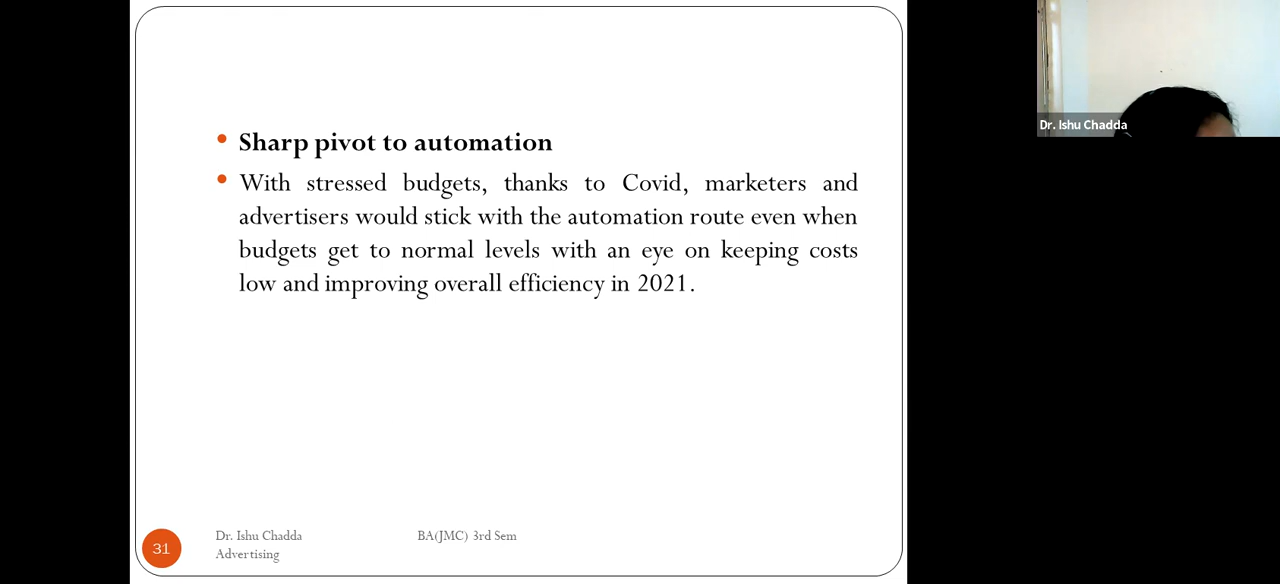 Sharp pivot to automation
With stressed budgets, thanks to Covid, marketers and
advertisers would stick with the automation route even when
budgets get to normal levels with an eye on keeping costs
low and improving overall efficiency in 2021.
31
Dr. Ishu Chadda
Advertising
BA(JMC) 3rd Sem
Dr. Ishu Chadda